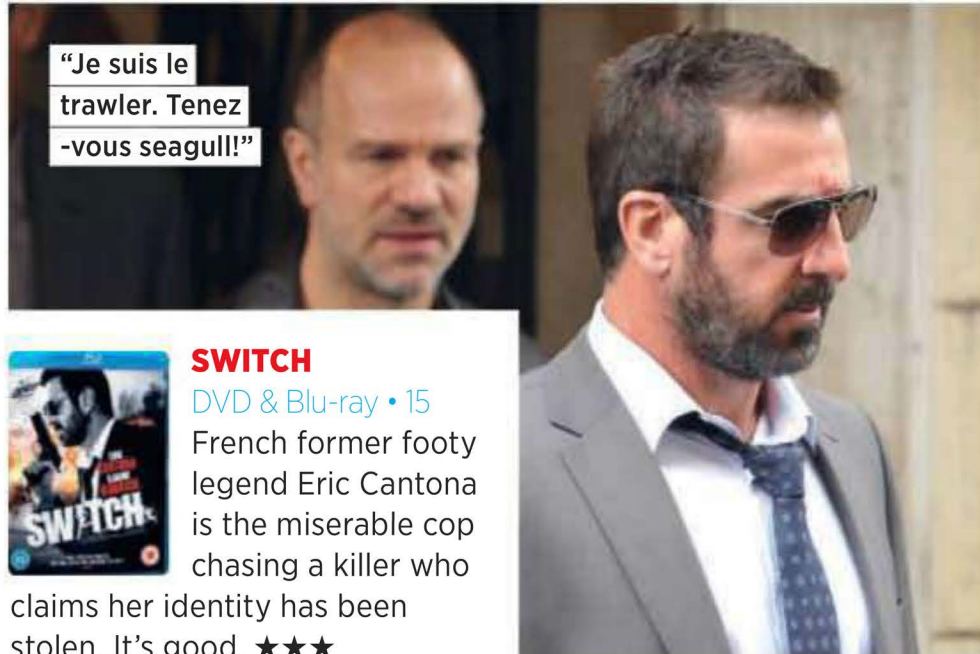 “Je suis le
trawler. Tenez
-vous seagull!”
SWITCH
DVD & Blu-ray • 15
French former footy
legend Eric Cantona
is the miserable cop
chasing a killer who
claims her identity has been
stolen. It’s good ★★★
SWITCH